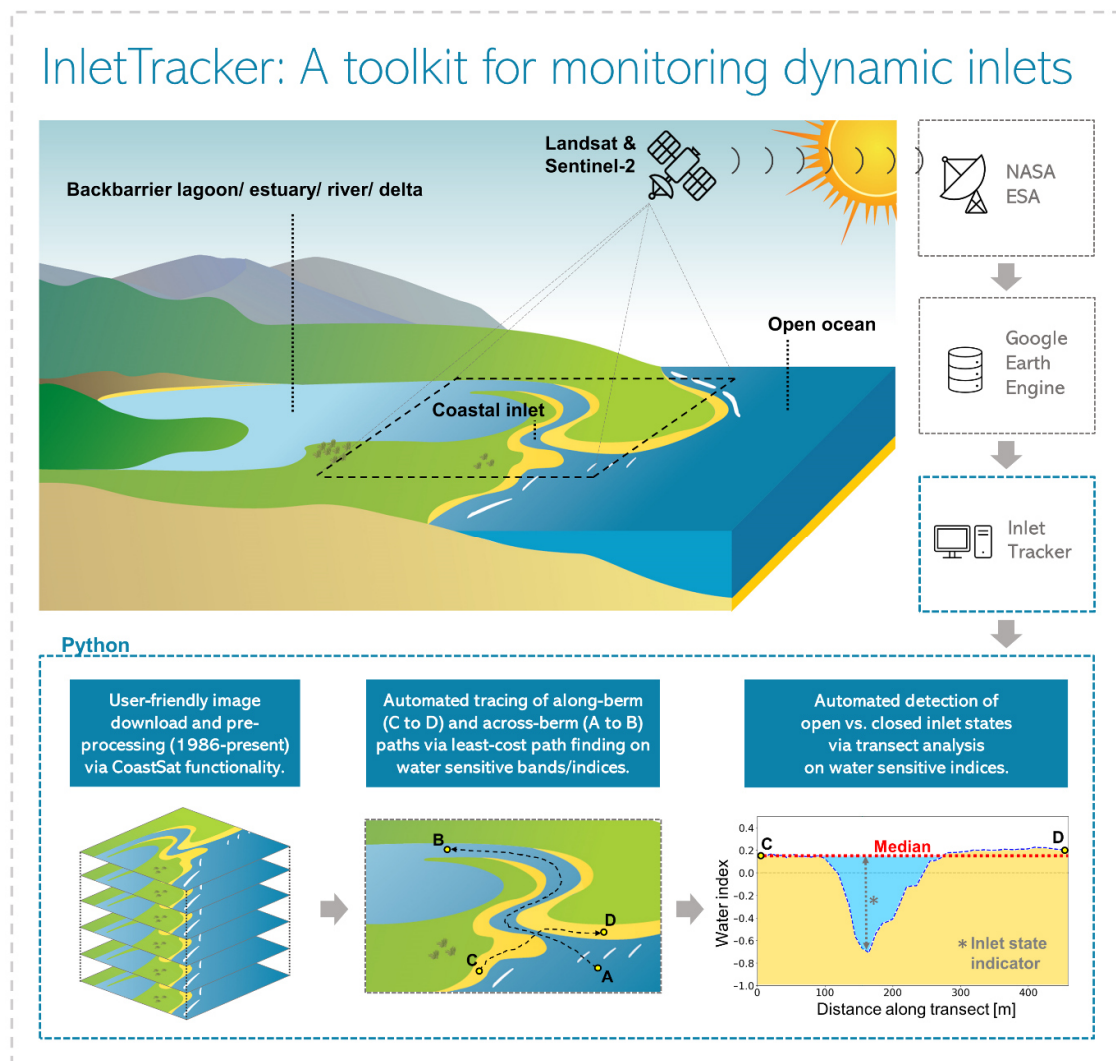 InletTracker: A toolkit for monitoring dynamic inlets
Landsat &
Sentinel-2
Backbarrier lagoon/ estuary/ river/ delta
Open ocean
Coastal inlet
NASA
ESA
Google
Earth
Engine
Inlet
Tracker
Python
User-friendly image
download and pre-
processing (1986-present)
via CoastSat functionality.
Automated tracing of along-berm
(C to D) and across-berm (A to B)
paths via least-cost path finding on
water sensitive bands/indices.
Automated detection of
open vs. closed inlet states
via transect analysis
on water sensitive indices.
B
D
C
A
Water index
0.4
0.2
0.0
−0.2
−0.4
−0.6
−0.8
−1.0
C
Median
D
*
* Inlet state
indicator
0 100 200 300 400
Distance along transect [m]